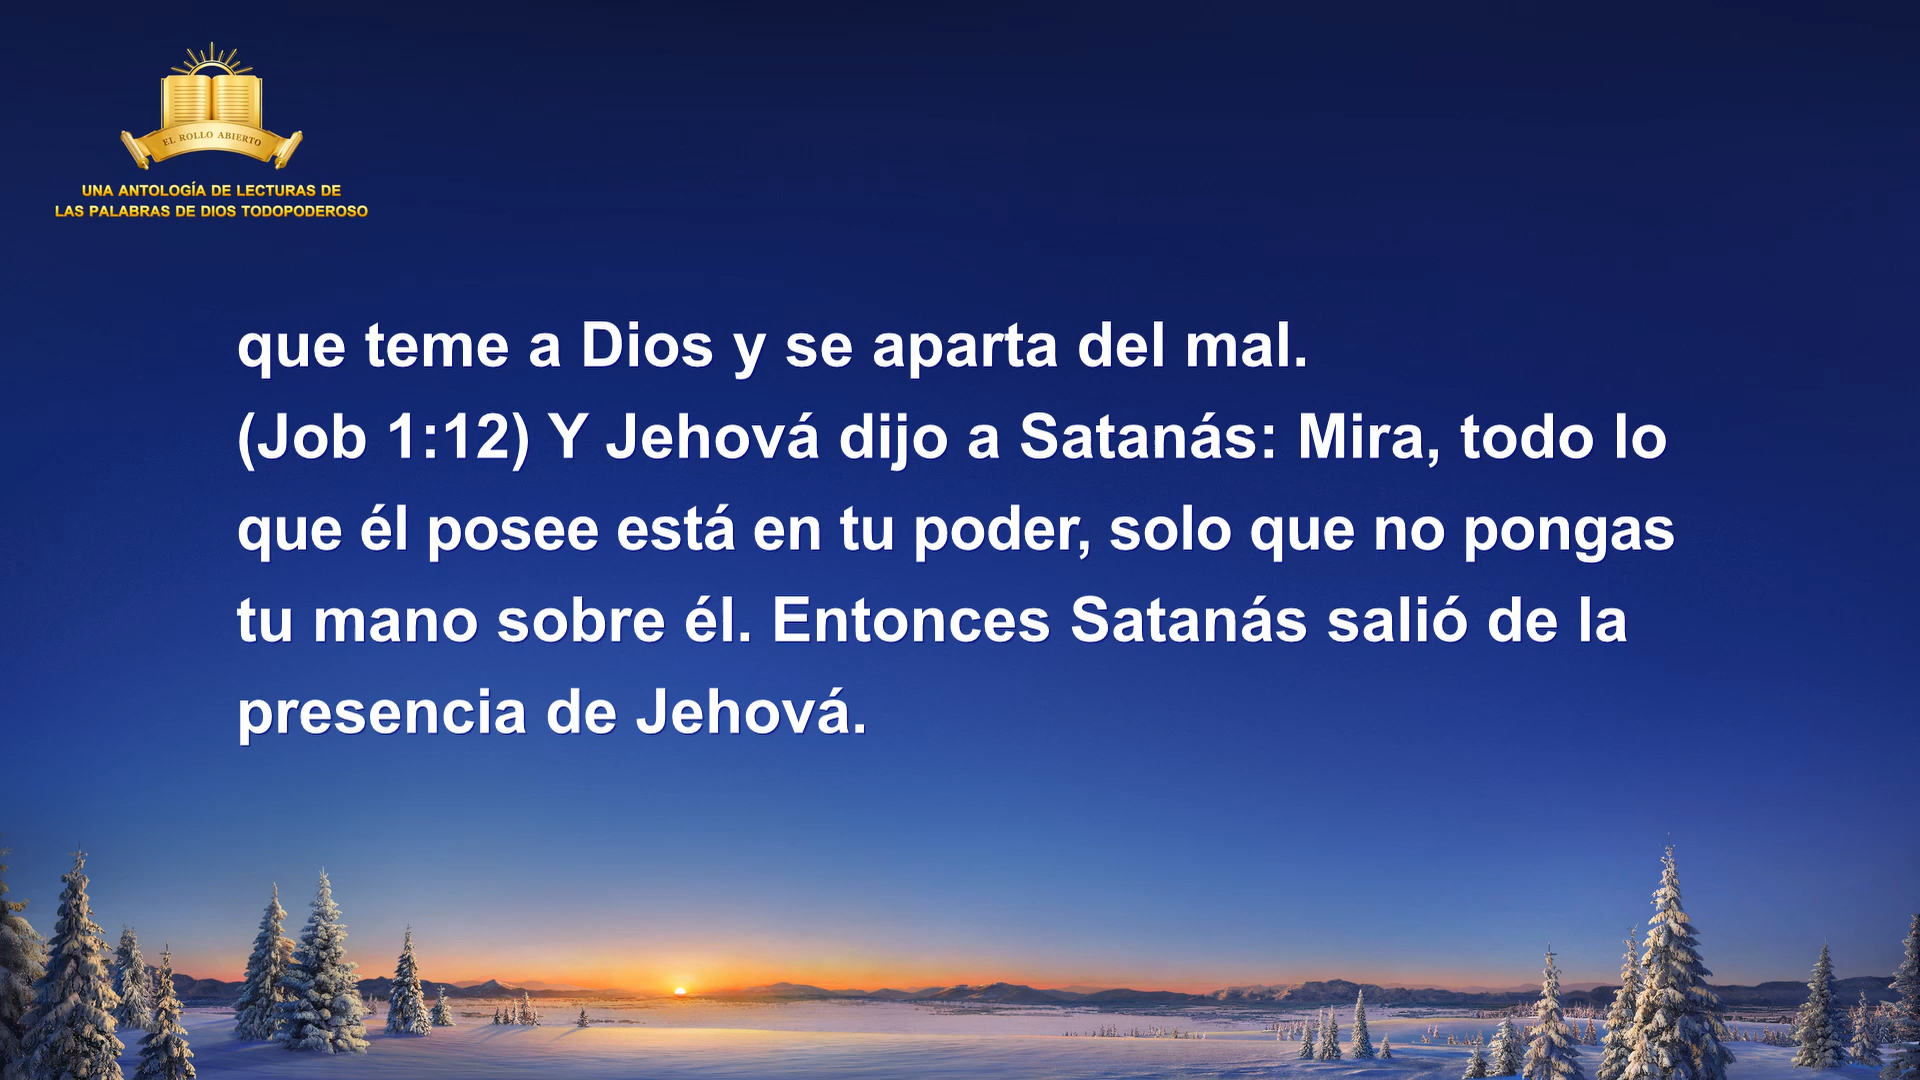 EL ROLLO ABIERTO
UNA ANTOLOGÍA DE LECTURAS DE
LAS PALABRAS DE DIOS TODOPODEROSO
que teme a Dios y se aparta del mal.
(Job 1:12) Y Jehová dijo a Satanás: Mira, todo lo
que él posee está en tu poder, solo que no pongas
tu mano sobre él. Entonces Satanás salió de la
presencia de Jehová.